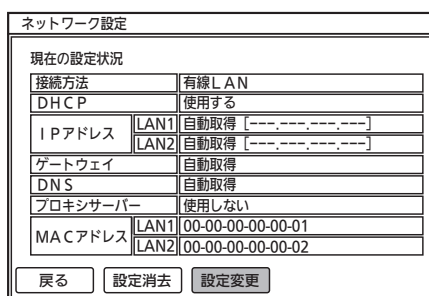 ネットワーク設定
現在の設定状況
接続方法 有線LAN
DHCP 使用する
IPアドレス LAN1 自動取得 [---.---.---.---]
LAN2 自動取得 [---.---.---.---]
ゲートウェイ 自動取得
DNS 自動取得
プロキシサーバー 使用しない
MACアドレス LAN1 00-00-00-00-00-01
LAN2 00-00-00-00-00-02
戻る 設定消去 設定変更